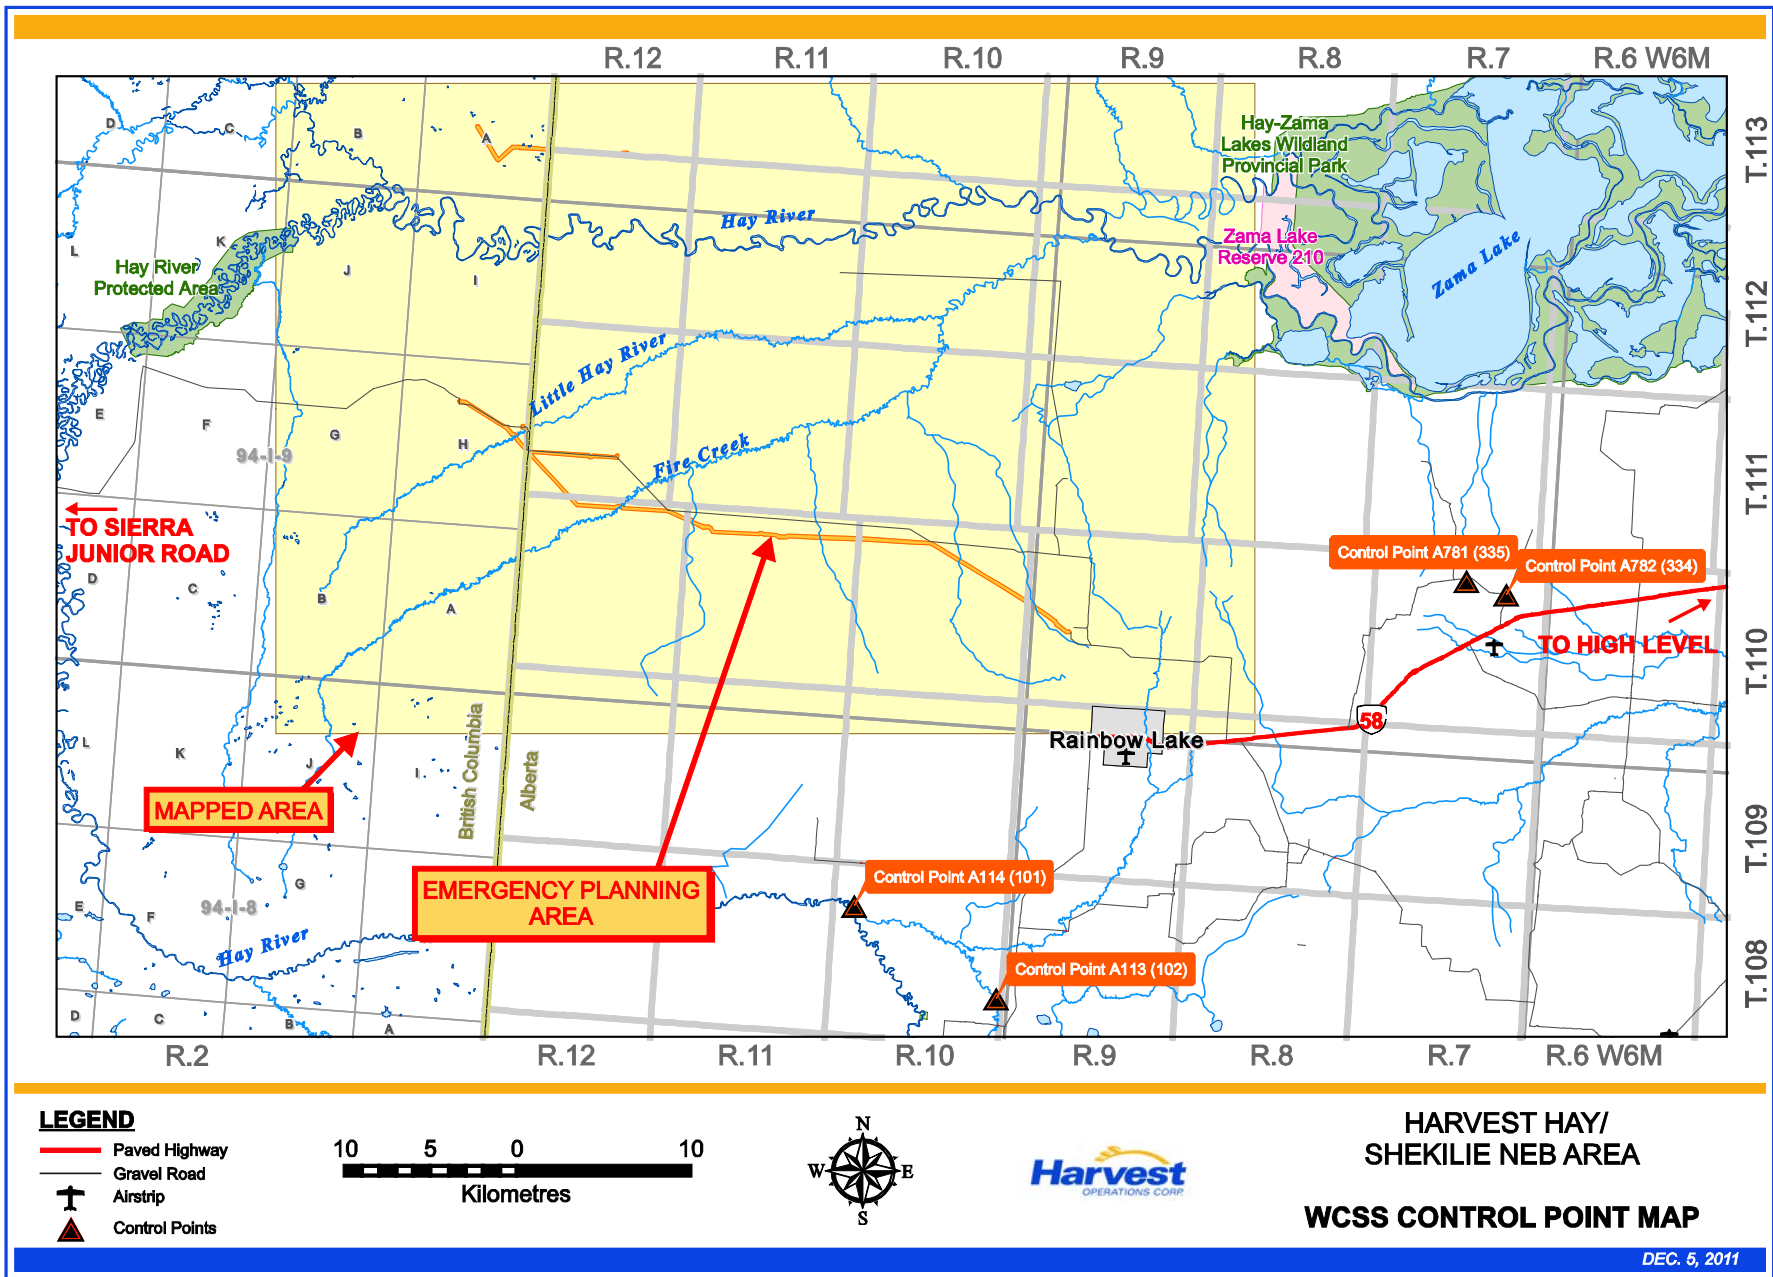 R.12 R.11 R.10 R.9 R.8 R.7 R.6 W6M
T.113
T.112
T.111
T.110
T.109
T.108
D
C
B
A
Hay-Zama
Lakes Wildland
Provincial Park
Hay River
Zama Lake
Reserve 210
Zama Lake
L
K
J
I
Hay River
Protected Area
Little Hay River
E
F
G
H
94-I-9
Fire Creek
TO SIERRA
JUNIOR ROAD
D
C
B
A
Control Point A781 (335)
Control Point A782 (334)
TO HIGH LEVEL
58
Rainbow Lake
L
K
J
I
British Columbia
Alberta
MAPPED AREA
EMERGENCY PLANNING
AREA
Control Point A114 (101)
G
94-I-8
E
F
Hay River
Control Point A113 (102)
D
C
B
A
R.2 R.12 R.11 R.10 R.9 R.8 R.7 R.6 W6M
LEGEND
Paved Highway
Gravel Road
Airstrip
Control Points
10 5 0 10
Kilometres
N
W E
S
Harvest
OPERATIONS CORP.
HARVEST HAY/
SHEKILIE NEB AREA
WCSS CONTROL POINT MAP
DEC. 5, 2011